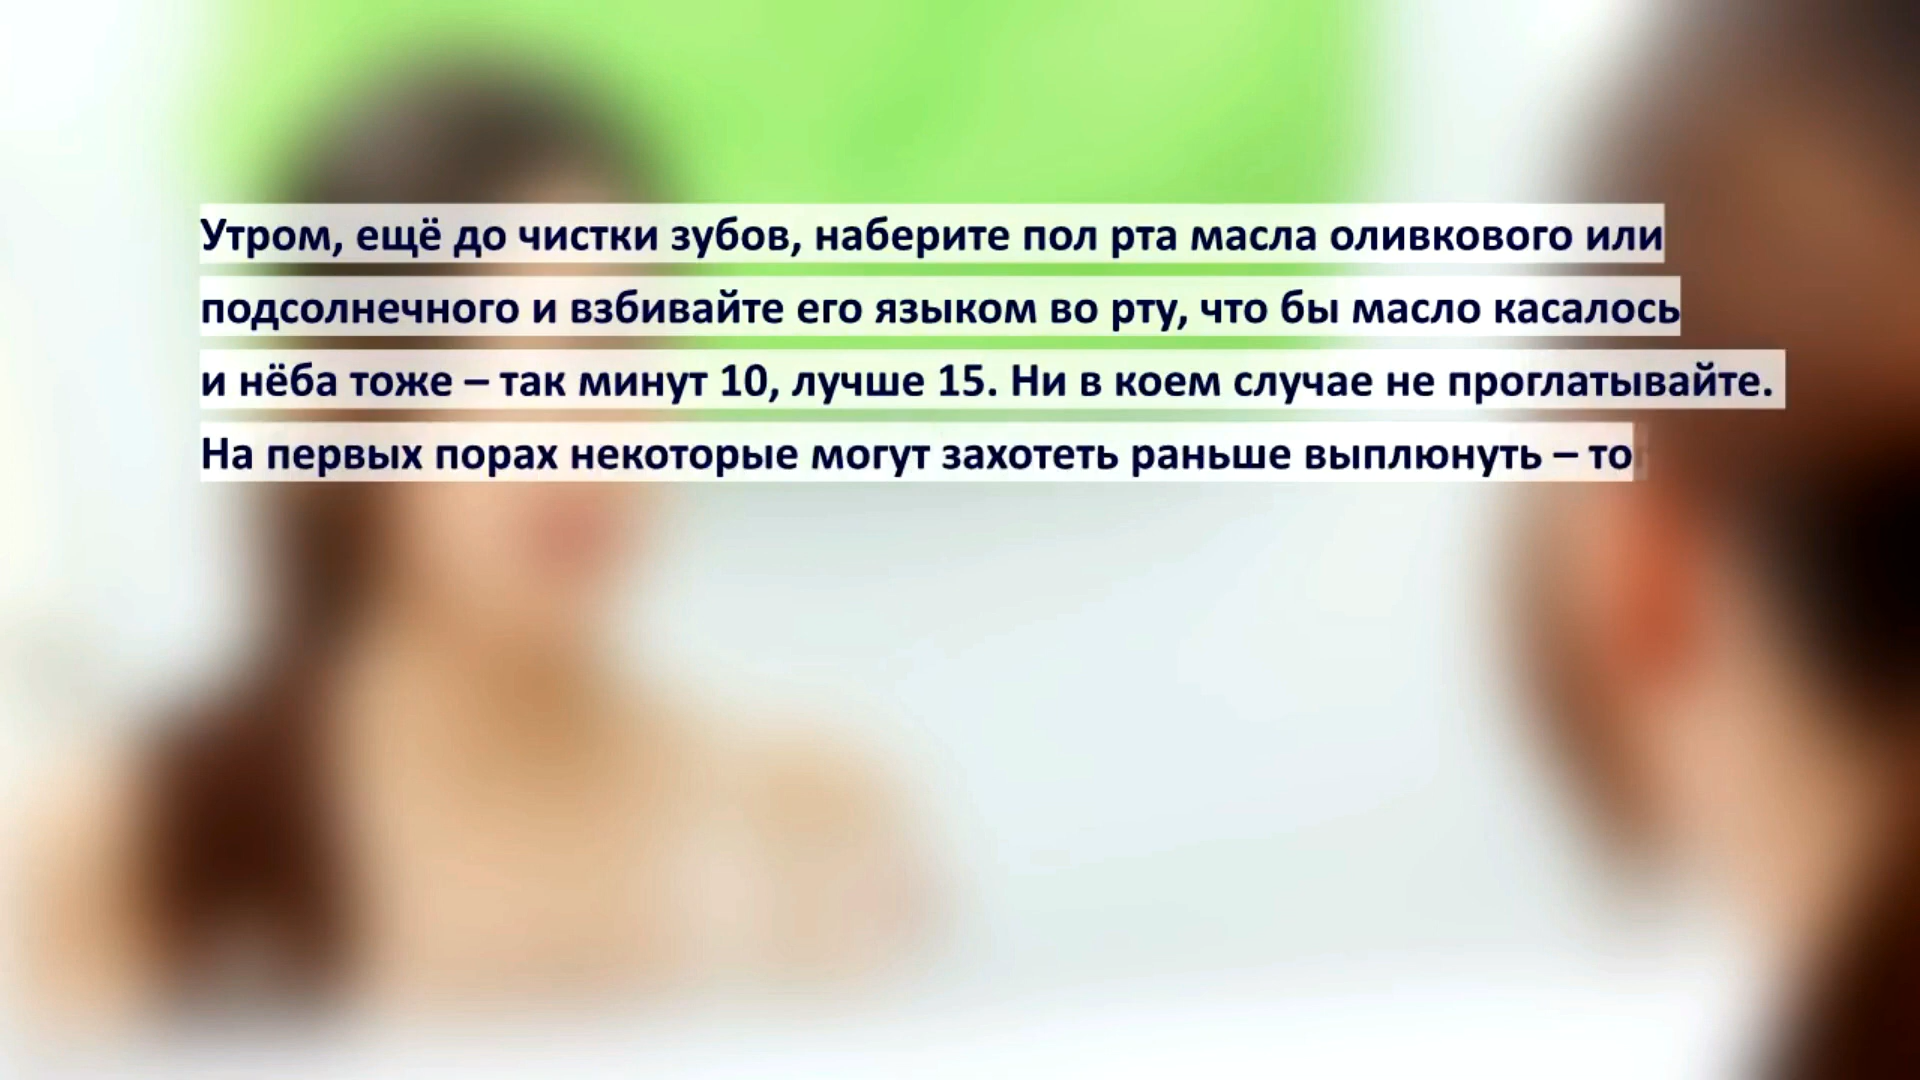 Утром, ещё до чистки зубов, наберите пол рта масла оливкового или
подсолнечного и взбивайте его языком во рту, что бы масло касалось
и нёба тоже – так минут 10, лучше 15. Ни в коем случае не проглатывайте.
На первых порах некоторые могут захотеть раньше выплюнуть – то